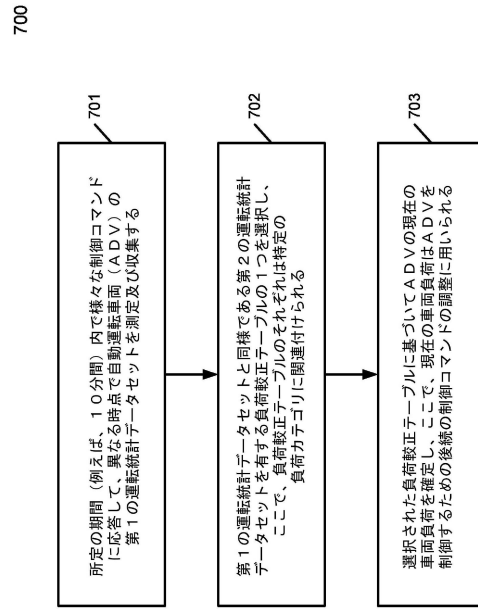 700
701
所定の期間（例えば、10分間）内で様々な制御コマンド
に応答して、異なる時点で自動運転車両（ADV）の
第1の運転統計データセットを測定及び収集する
702
第1の運転統計データセットと同様である第2の運転統計
データセットを有する負荷較正テーブルの1つを選択し、
ここで、負荷較正テーブルのそれぞれは特定の
負荷カテゴリに関連付けられる
703
選択された負荷較正テーブルに基づいてADVの現在の
車両負荷を確定し、ここで、現在の車両負荷はADVを
制御するための後続の制御コマンドの調整に用いられる